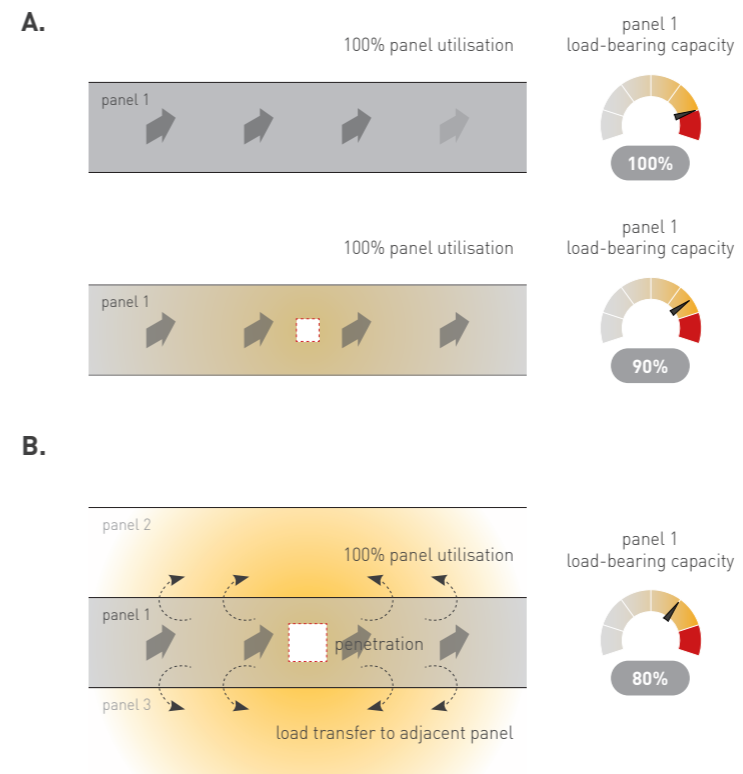 A.
100% panel utilisation
panel 1
load-bearing capacity
panel 1
100%
100% panel utilisation
panel 1
load-bearing capacity
panel 1
90%
B.
panel 2
100% panel utilisation
panel 1
load-bearing capacity
panel 1
penetration
80%
panel 3
load transfer to adjacent panel